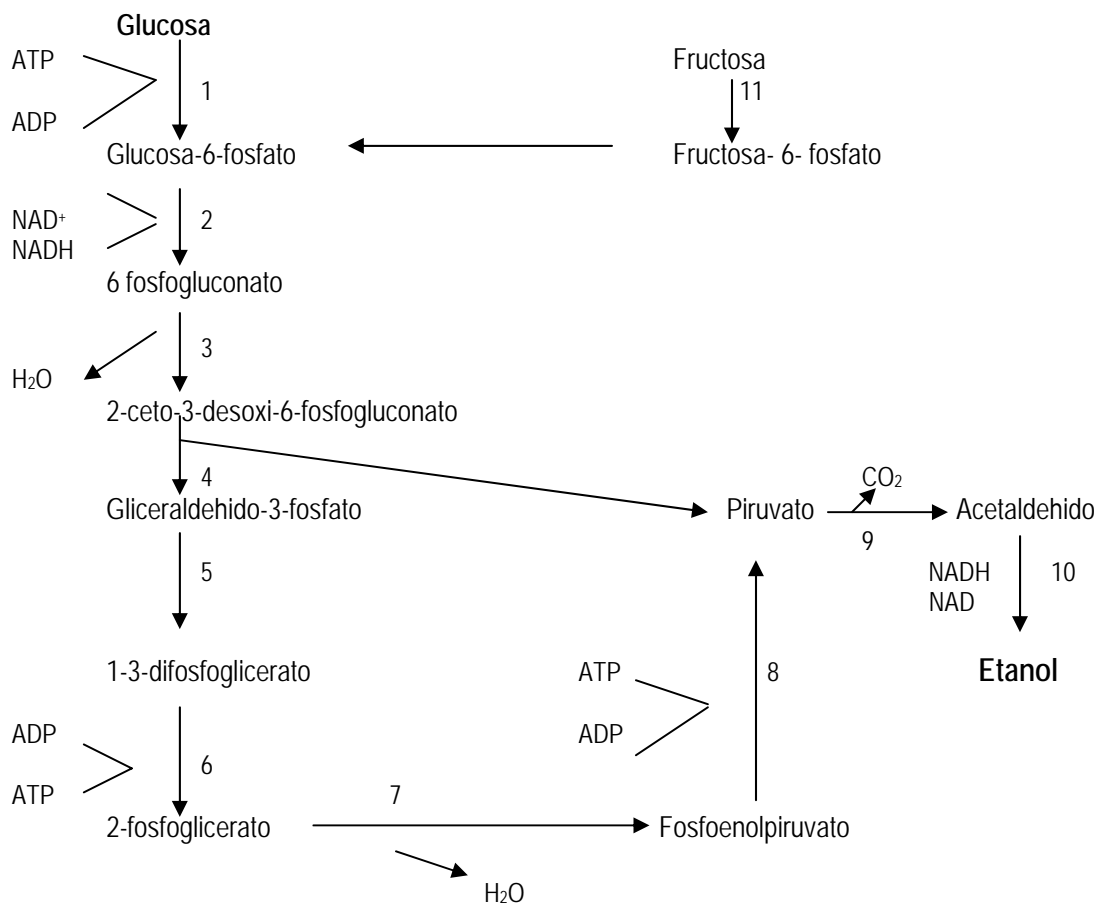 Glucosa
ATP
ADP
1
Fructosa
11
Glucosa-6-fosfato
Fructosa- 6- fosfato
NAD+
NADH
2
6 fosfogluconato
3
H₂O
2-ceto-3-desoxi-6-fosfogluconato
4
Gliceraldehido-3-fosfato
Piruvato
CO₂
9
Acetaldehido
5
NADH
NAD
10
1-3-difosfoglicerato
ATP
ADP
8
Etanol
ADP
ATP
6
7
2-fosfoglicerato
Fosfoenolpiruvato
H₂O